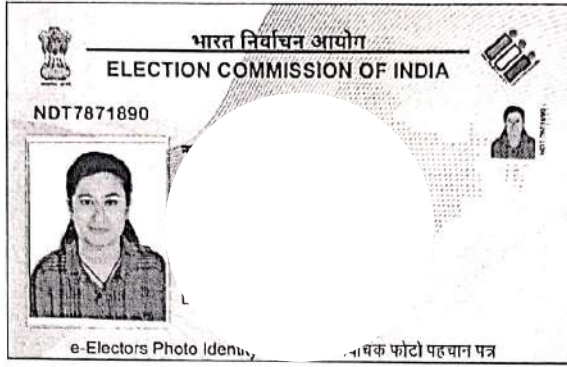 भारत निर्वाचन आयोग
ELECTION COMMISSION OF INDIA
NDT7871890
e-Electors Photo फोटो पहचान पत्र